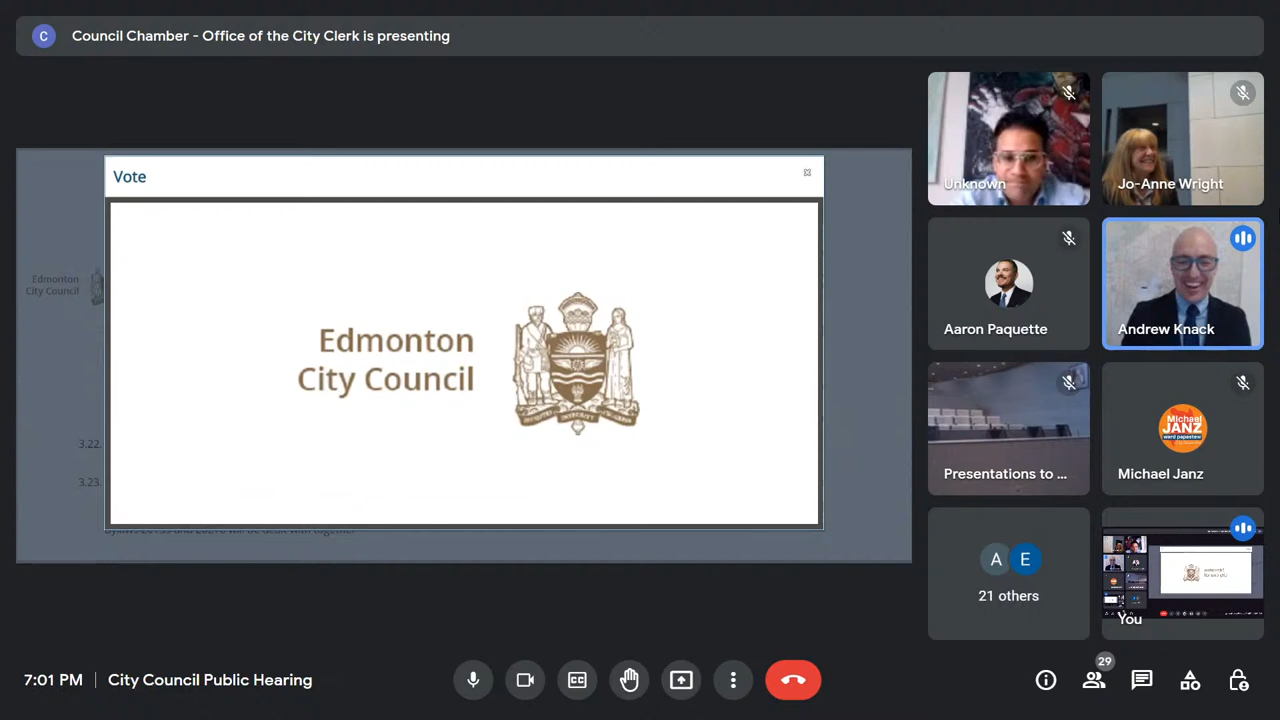 C Council Chamber - Office of the City Clerk is presenting
Vote
Edmonton
City Council
Edmonton
City Council
3.22.
3.23.
Unknown
Jo-Anne Wright
Aaron Paquette
Andrew Knack
Presentations to ...
Michael
JANZ
Michael Janz
A E
21 others
You
7:01 PM | City Council Public Hearing
29